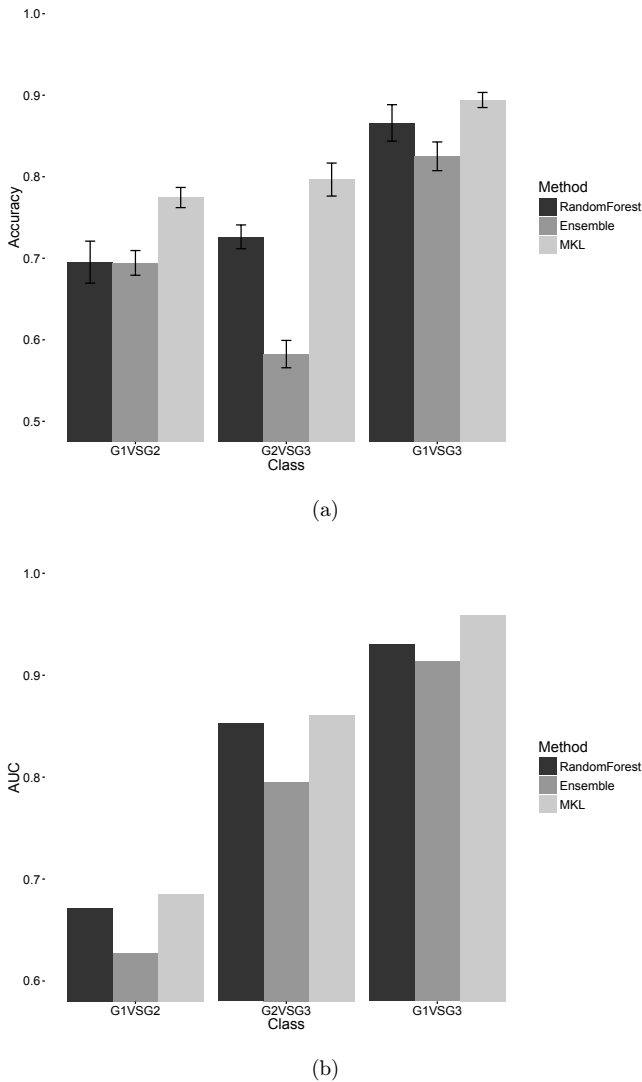 1.0-
0.9-
0.8-
0.7-
0.6-
0.5-
Accuracy
G1VSG2
G2VSG3
G1VSG3
Class
Method
RandomForest
Ensemble
MKL
(a)
1.0-
0.9-
0.8-
0.7-
0.6-
AUC
G1VSG2
G2VSG3
G1VSG3
Class
Method
RandomForest
Ensemble
MKL
(b)